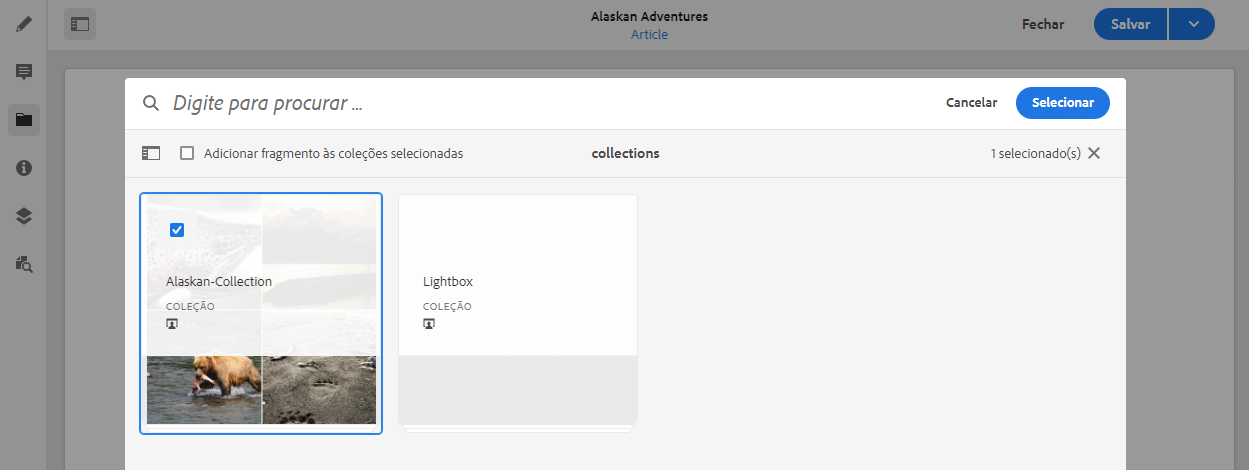 Alaskan Adventures
Article
Fechar
Salvar
Digite para procurar ...
Cancelar
Selecionar
Adicionar fragmento às coleções selecionadas
collections
1 selecionado(s)
Alaskan-Collection
COLEÇÃO
Lightbox
COLEÇÃO